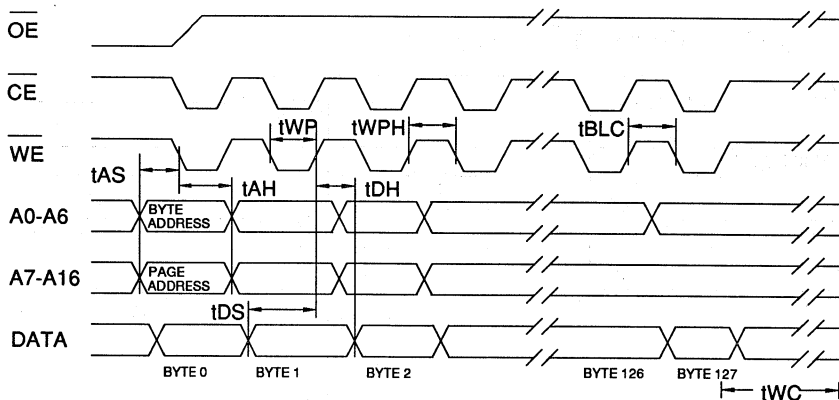 OE
CE
tWP tWPH tBLC
WE
tAS
tAH tDH
A0-A6 BYTE ADDRESS
A7-A16 PAGE ADDRESS
tDS
DATA
BYTE 0 BYTE 1 BYTE 2 BYTE 126 BYTE 127
tWC